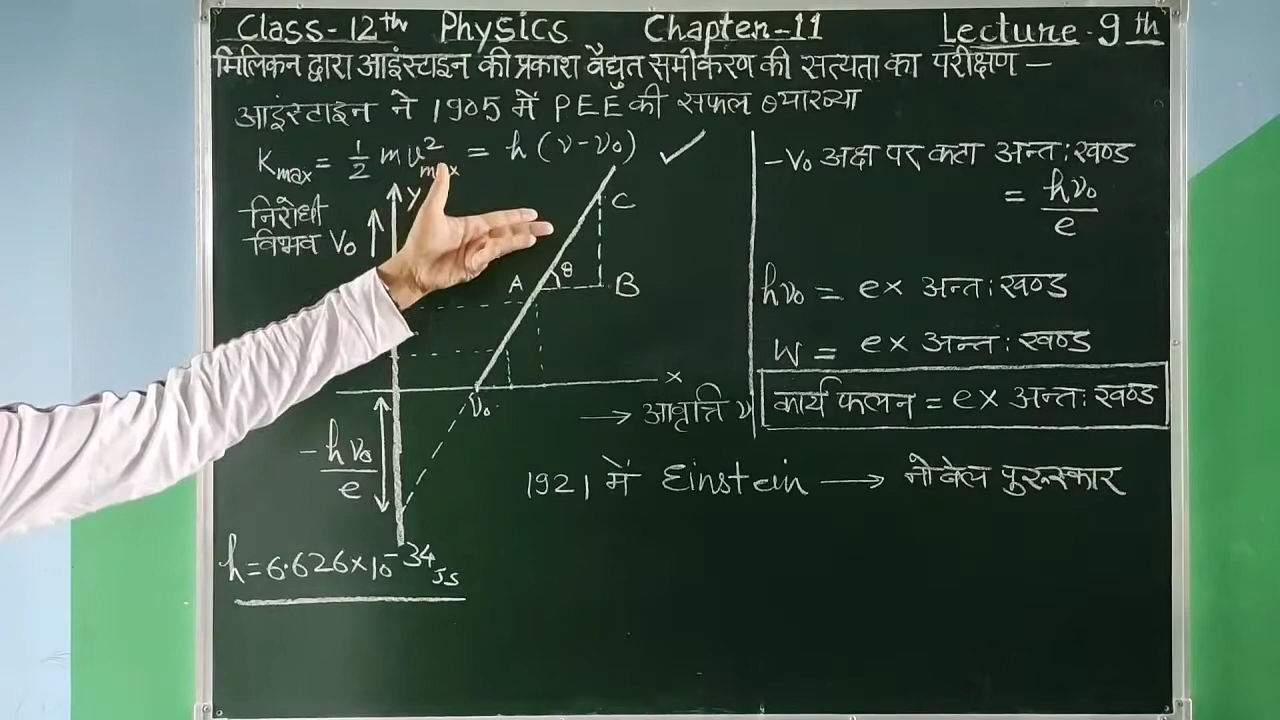 Class-12th Physics Chapter-11 Lecture-9th
मिलिकन द्वारा आइंस्टाइन की प्रकाश वैद्युत समीकरण की सत्यता का परीक्षण –
आइंस्टाइन ने 1905 में PEE की सफल व्याख्या
Kmax = 1/2 mv²max = h (ν-ν₀) ✓
निरोधी
विभव V₀ ↑
Y
C
A θ B
X
ν₀
→ आवृत्ति ν
-hν₀/e
h=6.626×10⁻³⁴ JS
-V₀ अक्ष पर कटा अन्त:खण्ड
= hν₀/e
hν₀ = e× अन्त:खण्ड
W = e× अन्त:खण्ड
कार्य फलन = e× अन्त:खण्ड
1921 में Einstein → नोबेल पुरुस्कार